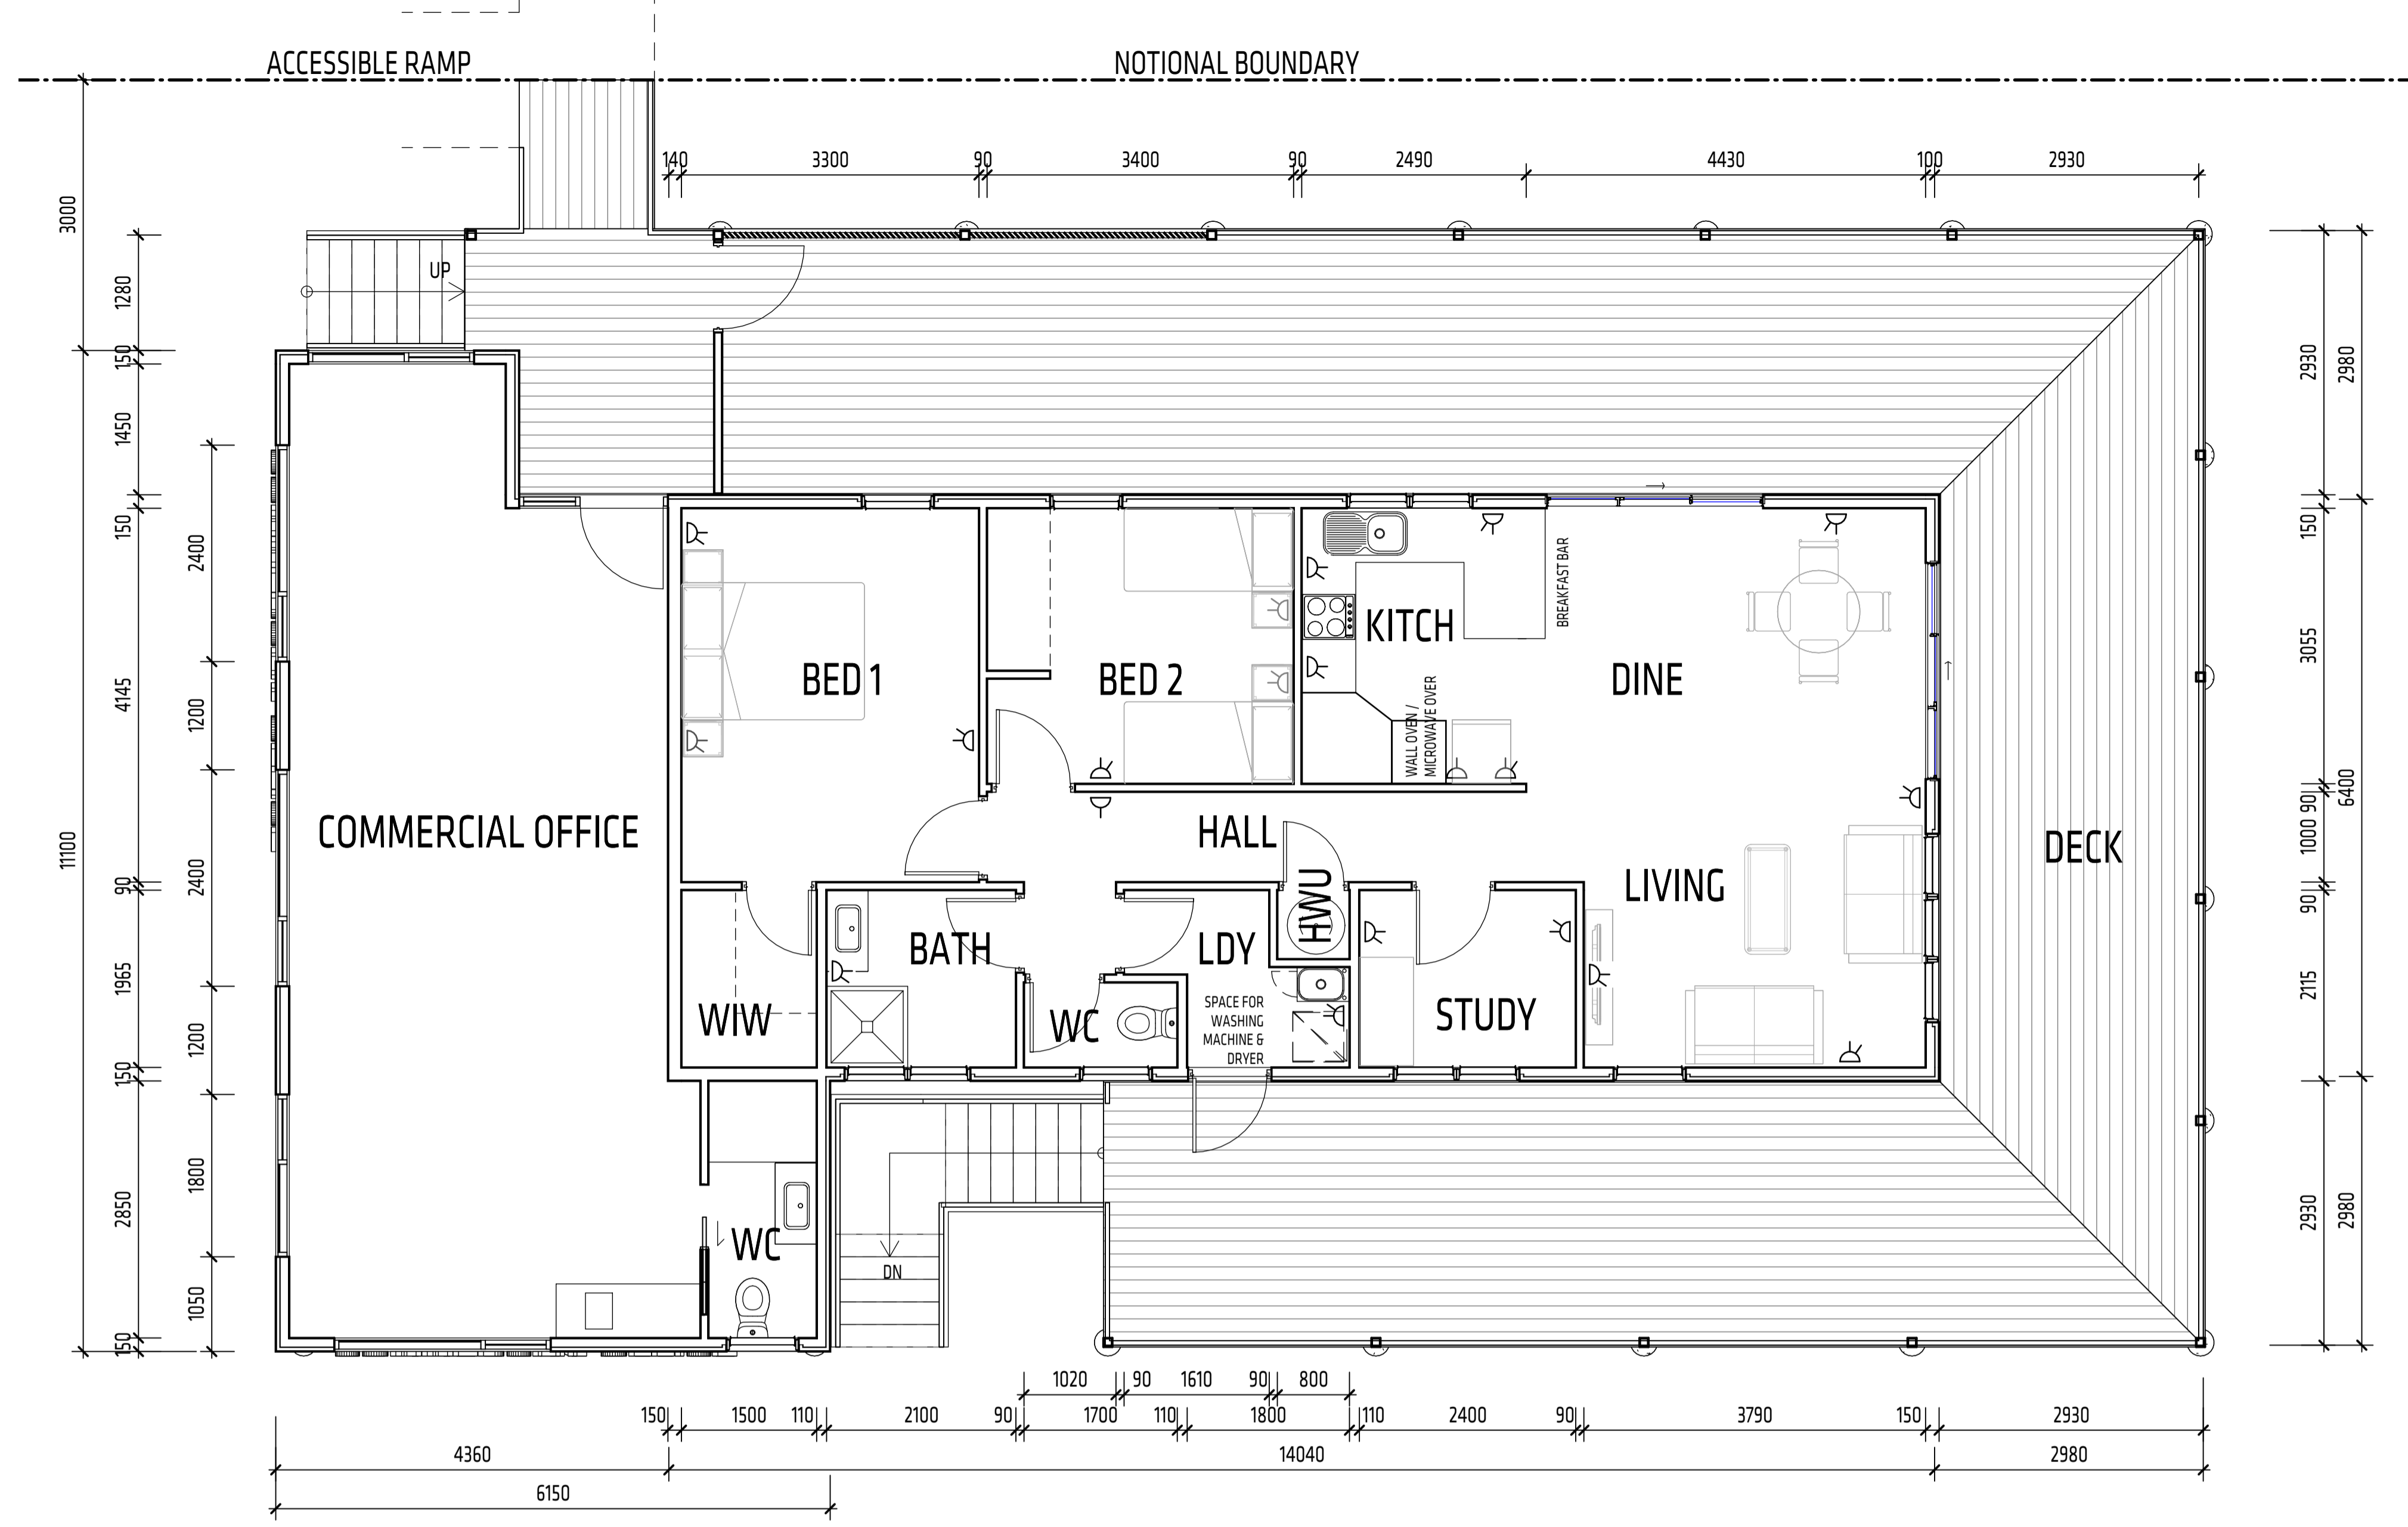 ACCESSIBLE RAMP
NOTIONAL BOUNDARY
140
3300
90
3400
90
2490
4430
100
2930
3000
1280
150
1450
150
4145
90
1965
150
2850
150
11100
2400
1200
2400
1200
1800
1050
UP
2930
150
3055
90
1000
90
2115
2930
2980
6400
2980
COMMERCIAL OFFICE
BED 1
BED 2
KITCH
BREAKFAST BAR
WALL OVEN /
MICROWAVE OVER
DINE
HALL
HWU
LIVING
DECK
WIW
BATH
WC
LDY
SPACE FOR
WASHING
MACHINE &
DRYER
STUDY
WC
DN
1020
90
1610
90
800
150
1500
110
2100
90
1700
110
1800
110
2400
90
3790
150
2930
4360
14040
2980
6150